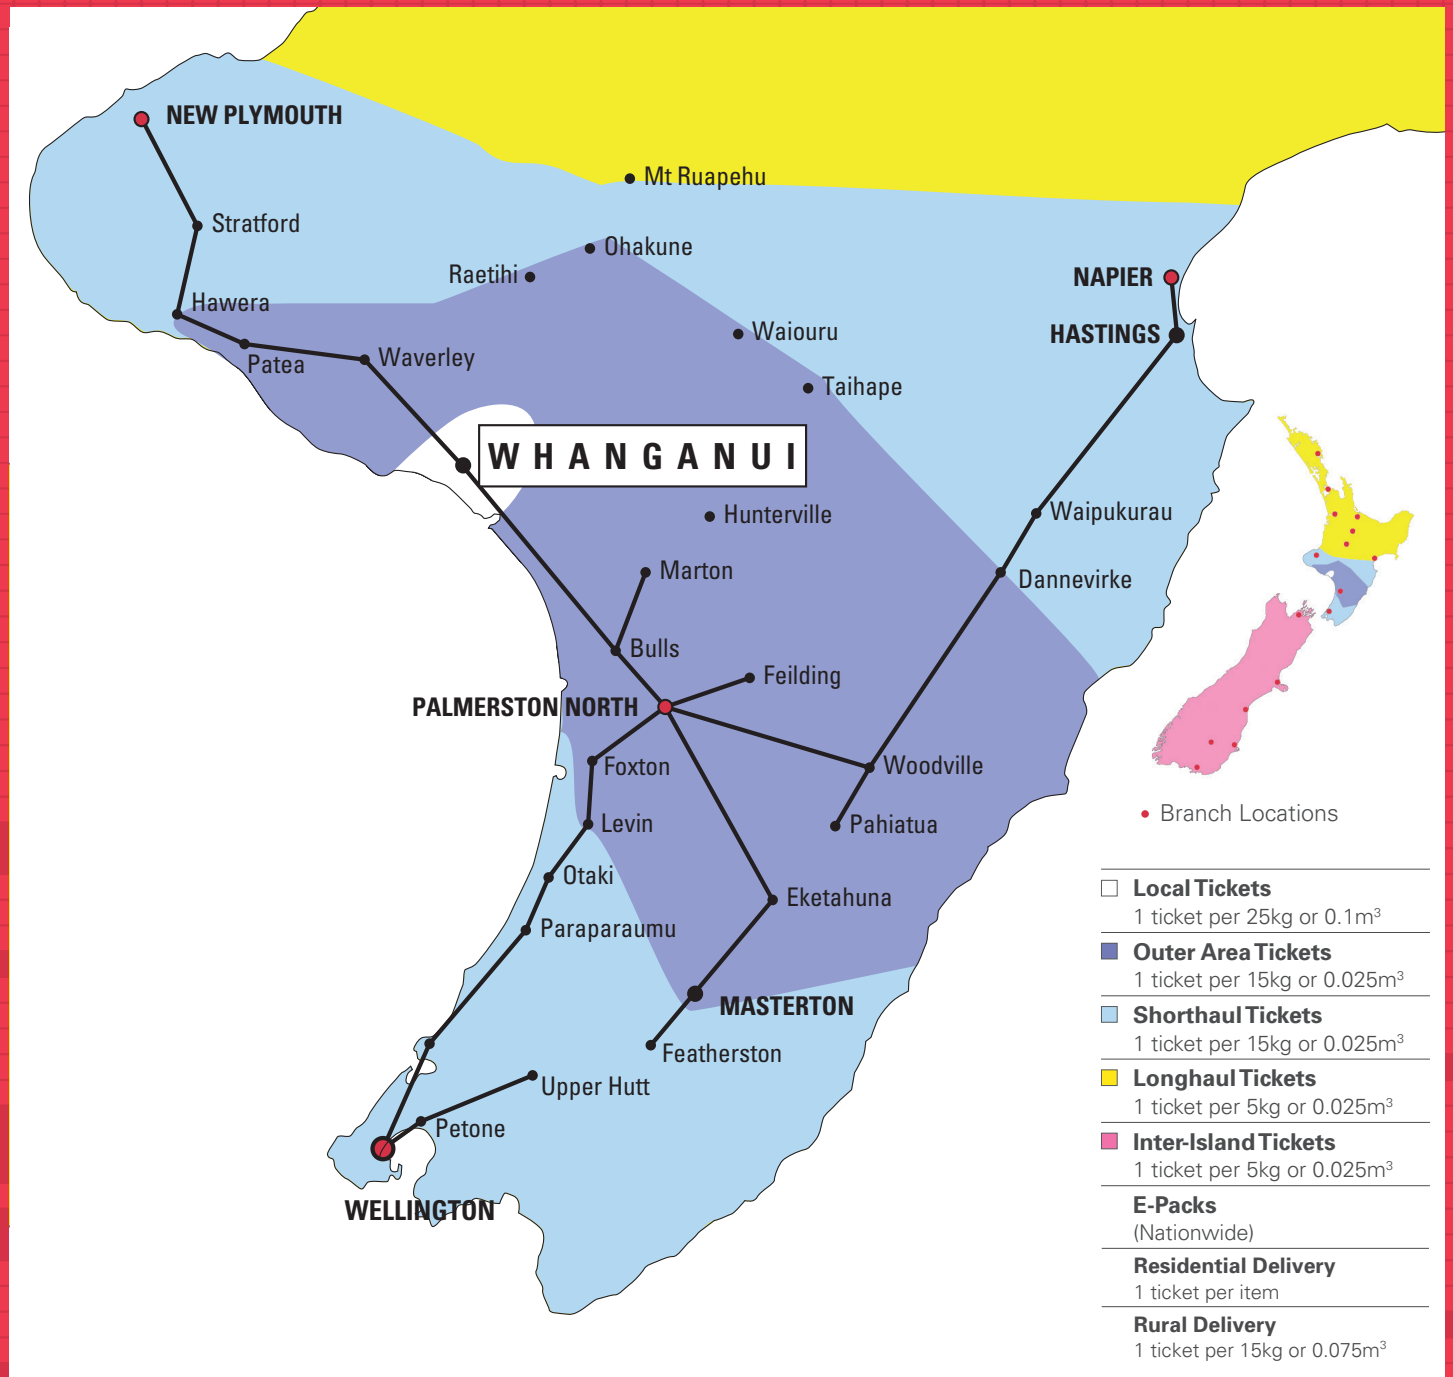 NEW PLYMOUTH
Mt Ruapehu
Stratford
Ohakune
Raetihi
NAPIER
Hawera
Waiouru
HASTINGS
Patea
Waverley
Taihape
WHANGANUI
Hunterville
Waipukurau
Marton
Dannevirke
Bulls
Feilding
PALMERSTON NORTH
Foxton
Woodville
Levin
Pahiatua
Otaki
Eketahuna
Paraparaumu
MASTERTON
Featherston
Upper Hutt
Petone
WELLINGTON
• Branch Locations
Local Tickets
1 ticket per 25kg or 0.1m³
Outer Area Tickets
1 ticket per 15kg or 0.025m³
Shorthaul Tickets
1 ticket per 15kg or 0.025m³
Longhaul Tickets
1 ticket per 5kg or 0.025m³
Inter-Island Tickets
1 ticket per 5kg or 0.025m³
E-Packs
(Nationwide)
Residential Delivery
1 ticket per item
Rural Delivery
1 ticket per 15kg or 0.075m³